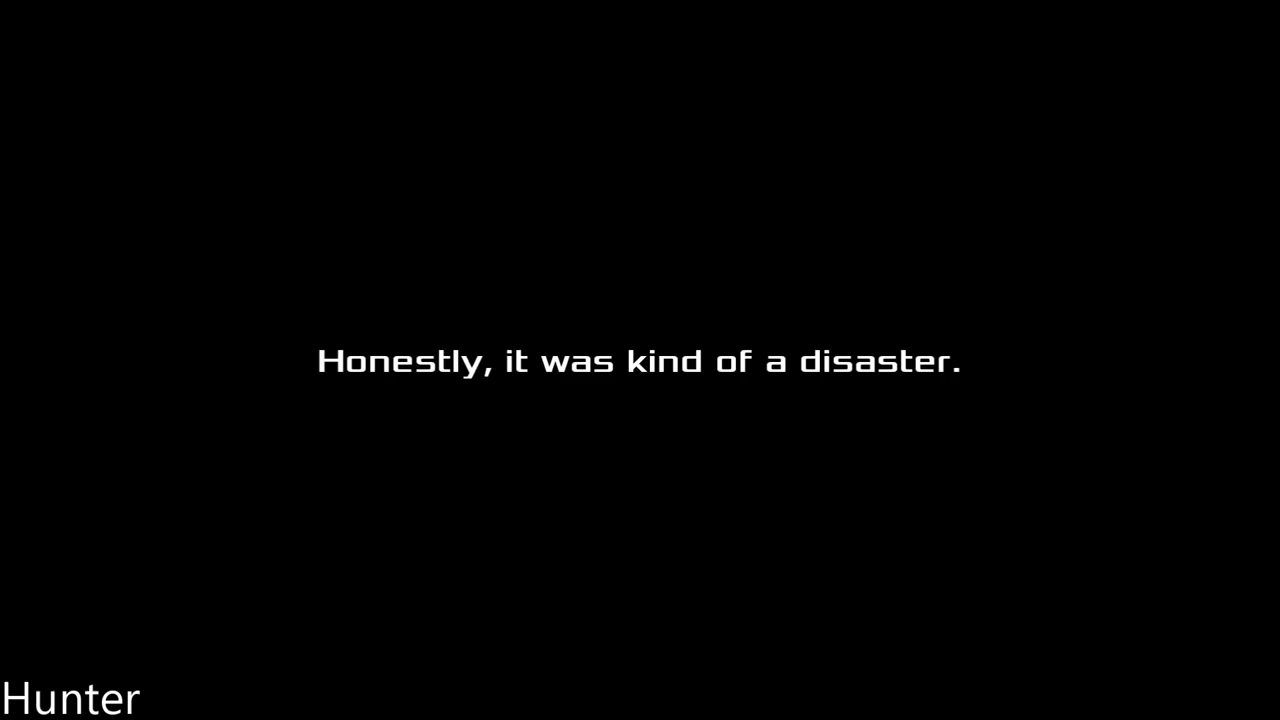 Honestly, it was kind of a disaster.
Hunter